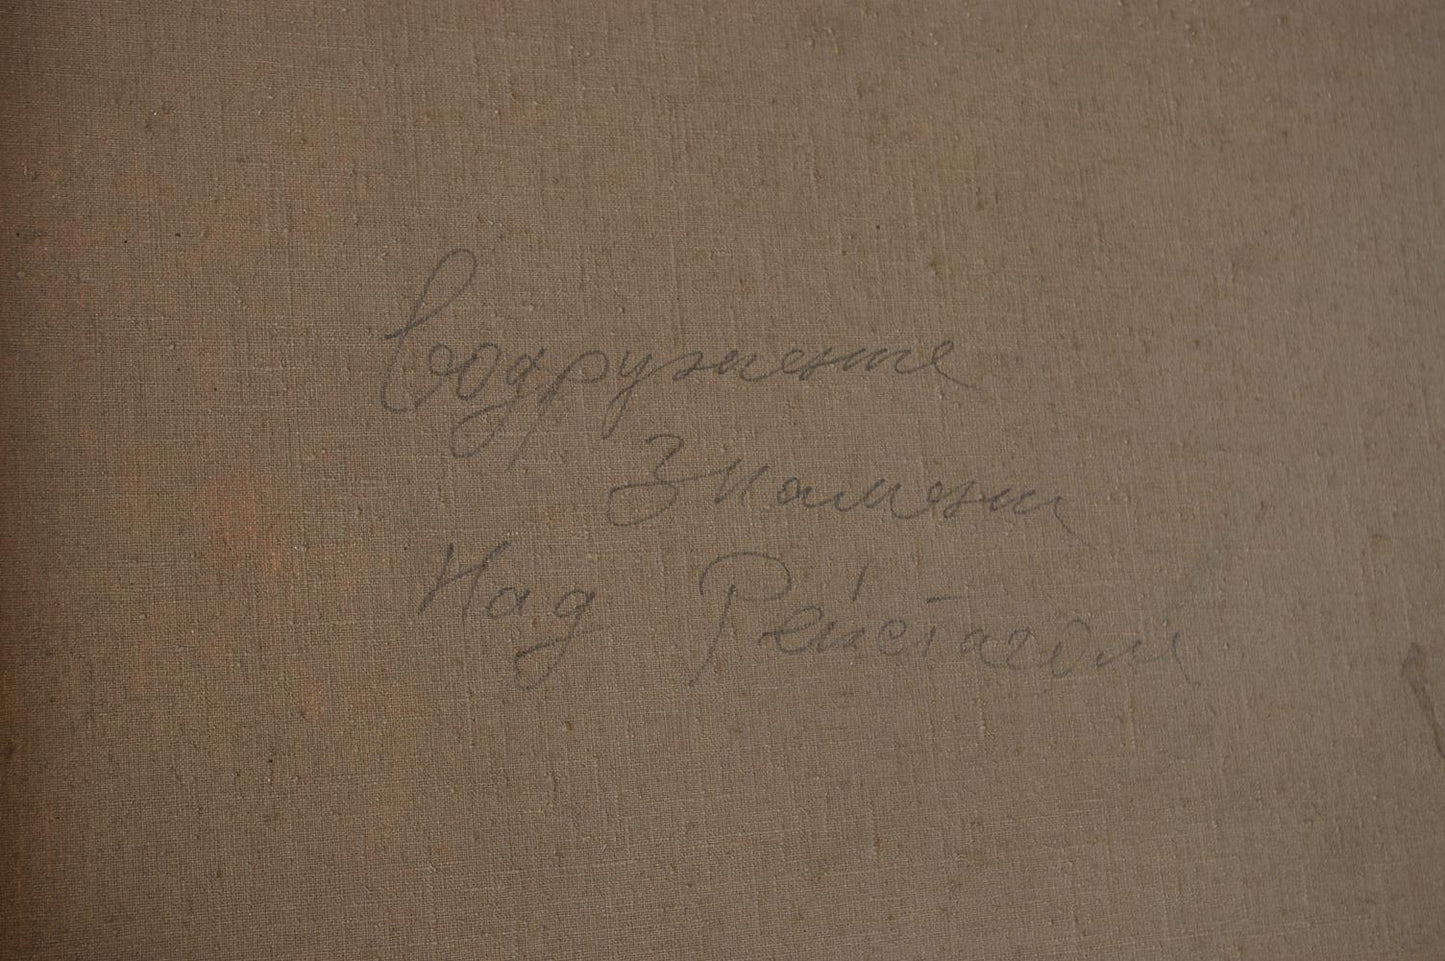 Водружение
Знамени
Над Рейстагом